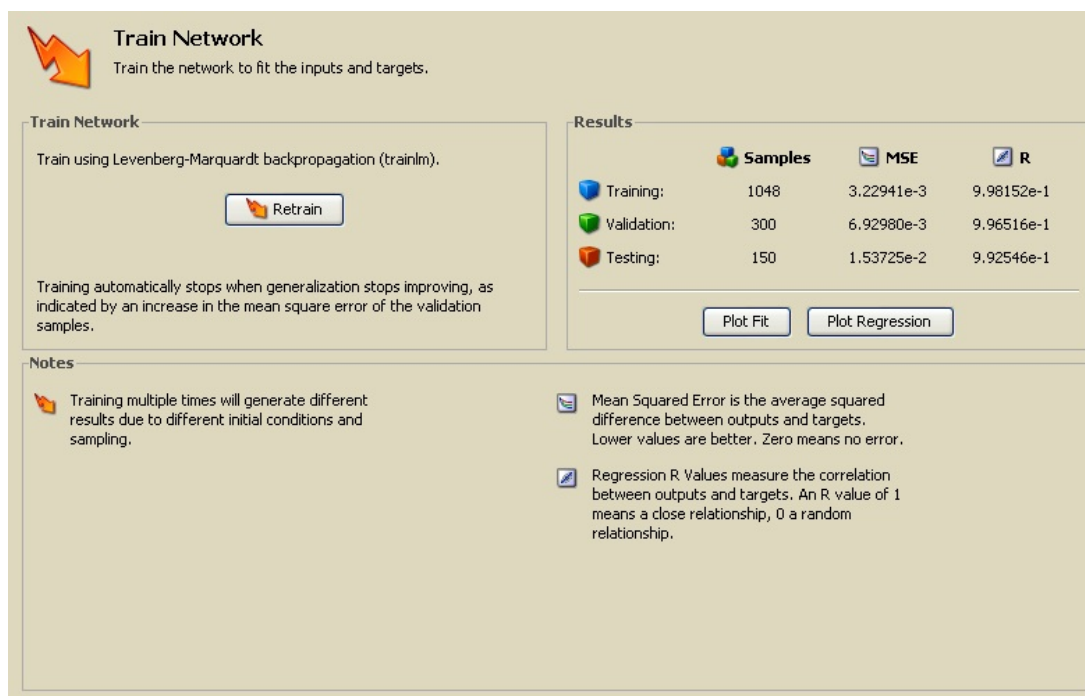 Train Network
Train the network to fit the inputs and targets.
Train Network
Train using Levenberg-Marquardt backpropagation (trainlm).
Retrain
Training automatically stops when generalization stops improving, as
indicated by an increase in the mean square error of the validation
samples.
Results
Samples MSE R
Training: 1048 3.22941e-3 9.98152e-1
Validation: 300 6.92980e-3 9.96516e-1
Testing: 150 1.53725e-2 9.92546e-1
Plot Fit Plot Regression
Notes
Training multiple times will generate different
results due to different initial conditions and
sampling.
Mean Squared Error is the average squared
difference between outputs and targets.
Lower values are better. Zero means no error.
Regression R Values measure the correlation
between outputs and targets. An R value of 1
means a close relationship, 0 a random
relationship.